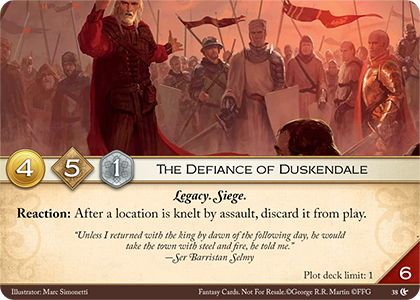 4 5 1 THE DEFIANCE OF DUSKENDALE
Legacy. Siege.
Reaction: After a location is knelt by assault, discard it from play.
"Unless I returned with the king by dawn of the following day, he would
take the town with steel and fire, he told me."
—Ser Barristan Selmy
Plot deck limit: 1
6
Illustrator: Marc Simonetti Fantasy Cards. Not For Resale.©George R.R. Martin ©FFG 38